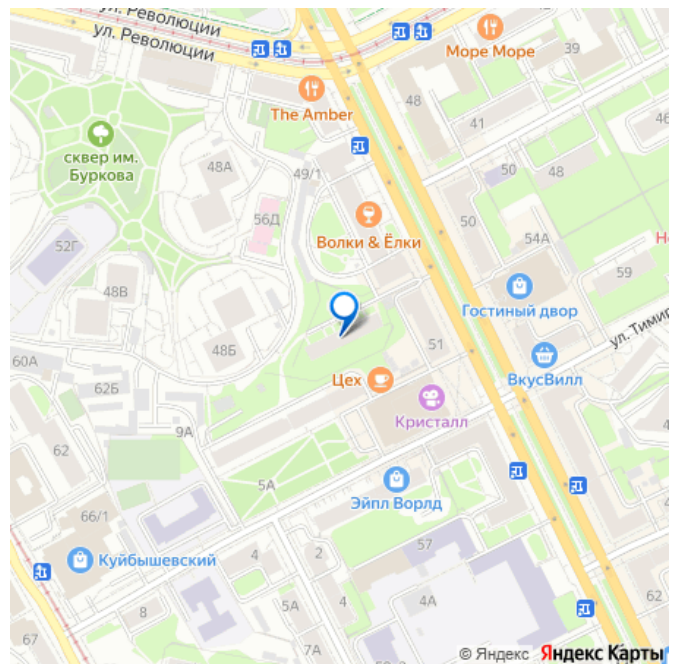 ул. Революции
ул. Революции
Море Море
39
The Amber
48
41
46
сквер им.
Буркова
48А
49/1
50
48
56Д
50
Волки & Ёлки
54А
52Г
59
48В
Гостиный двор
ул. Тимир
48Б
51
60А
Цех
ВкусВилл
62Б
Кристалл
9А
62
5А
Эйпл Ворлд
66/1
57
Куйбышевский
4
2
62
5А
4
4А
8
67
7А
© Яндекс Яндекс Карты